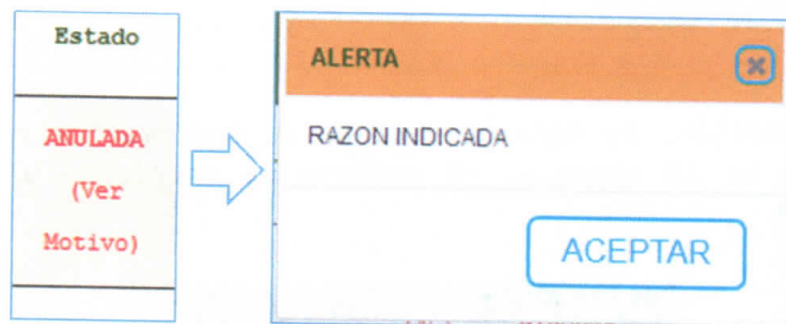 Estado
ANULADA
(Ver
Motivo)
ALERTA
RAZON INDICADA
ACEPTAR